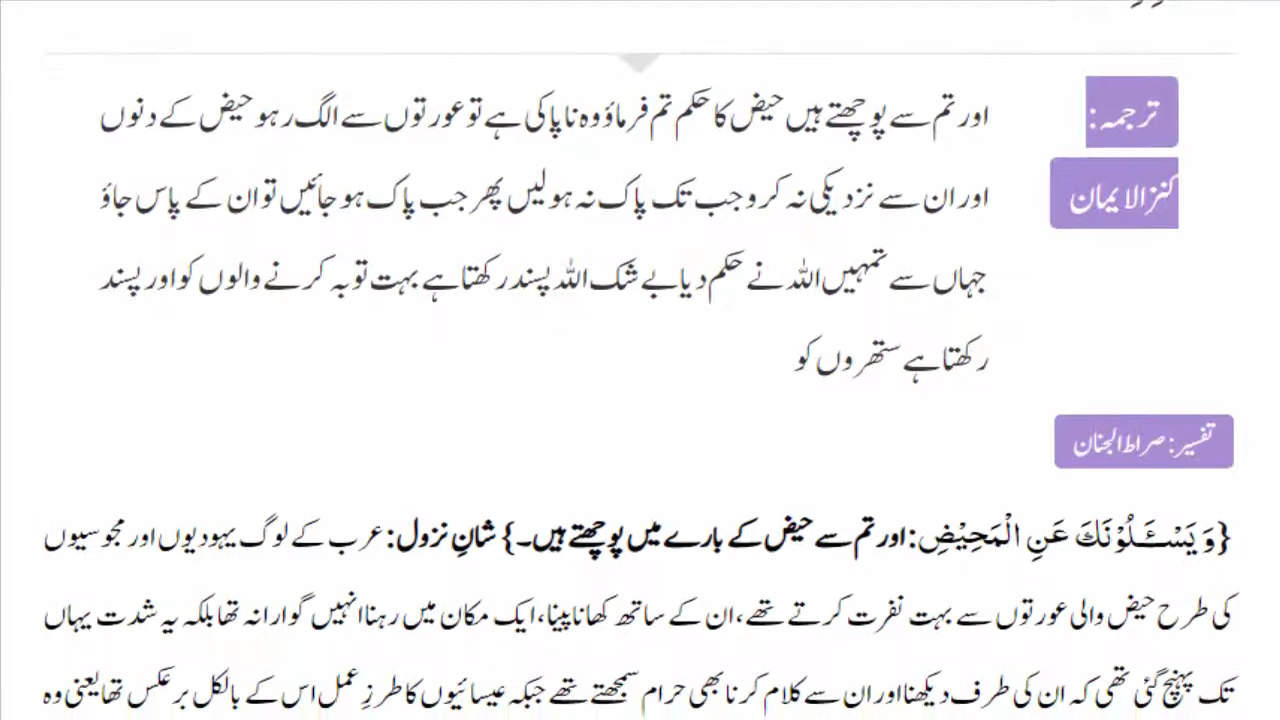 ترجمہ:
کنزالایمان
اور تم سے پوچھتے ہیں حیض کا حکم تم فرماؤ وہ ناپاکی ہے تو عورتوں سے الگ رہو حیض کے دنوں
اور ان سے نزدیکی نہ کرو جب تک پاک نہ ہولیں پھر جب پاک ہوجائیں تو ان کے پاس جاؤ
جہاں سے تمہیں اللہ نے حکم دیا بے شک اللہ پسند رکھتا ہے بہت توبہ کرنے والوں کو اور پسند
رکھتا ہے ستھروں کو
تفسیر: صراط الجنان
{وَ یَسْــٴَـلُوْنَكَ عَنِ الْمَحِیْضِ: اور تم سے حیض کے بارے میں پوچھتے ہیں۔} شانِ نزول: عرب کے لوگ یہودیوں اور مجوسیوں
کی طرح حیض والی عورتوں سے بہت نفرت کرتے تھے، ان کے ساتھ کھانا پینا، ایک مکان میں رہنا انہیں گوارا نہ تھا بلکہ یہ شدت یہاں
تک پہنچ گئی تھی کہ ان کی طرف دیکھنا اور ان سے کلام کرنا بھی حرام سمجھتے تھے جبکہ عیسائیوں کا طرزِ عمل اس کے بالکل برعکس تھا یعنی وہ